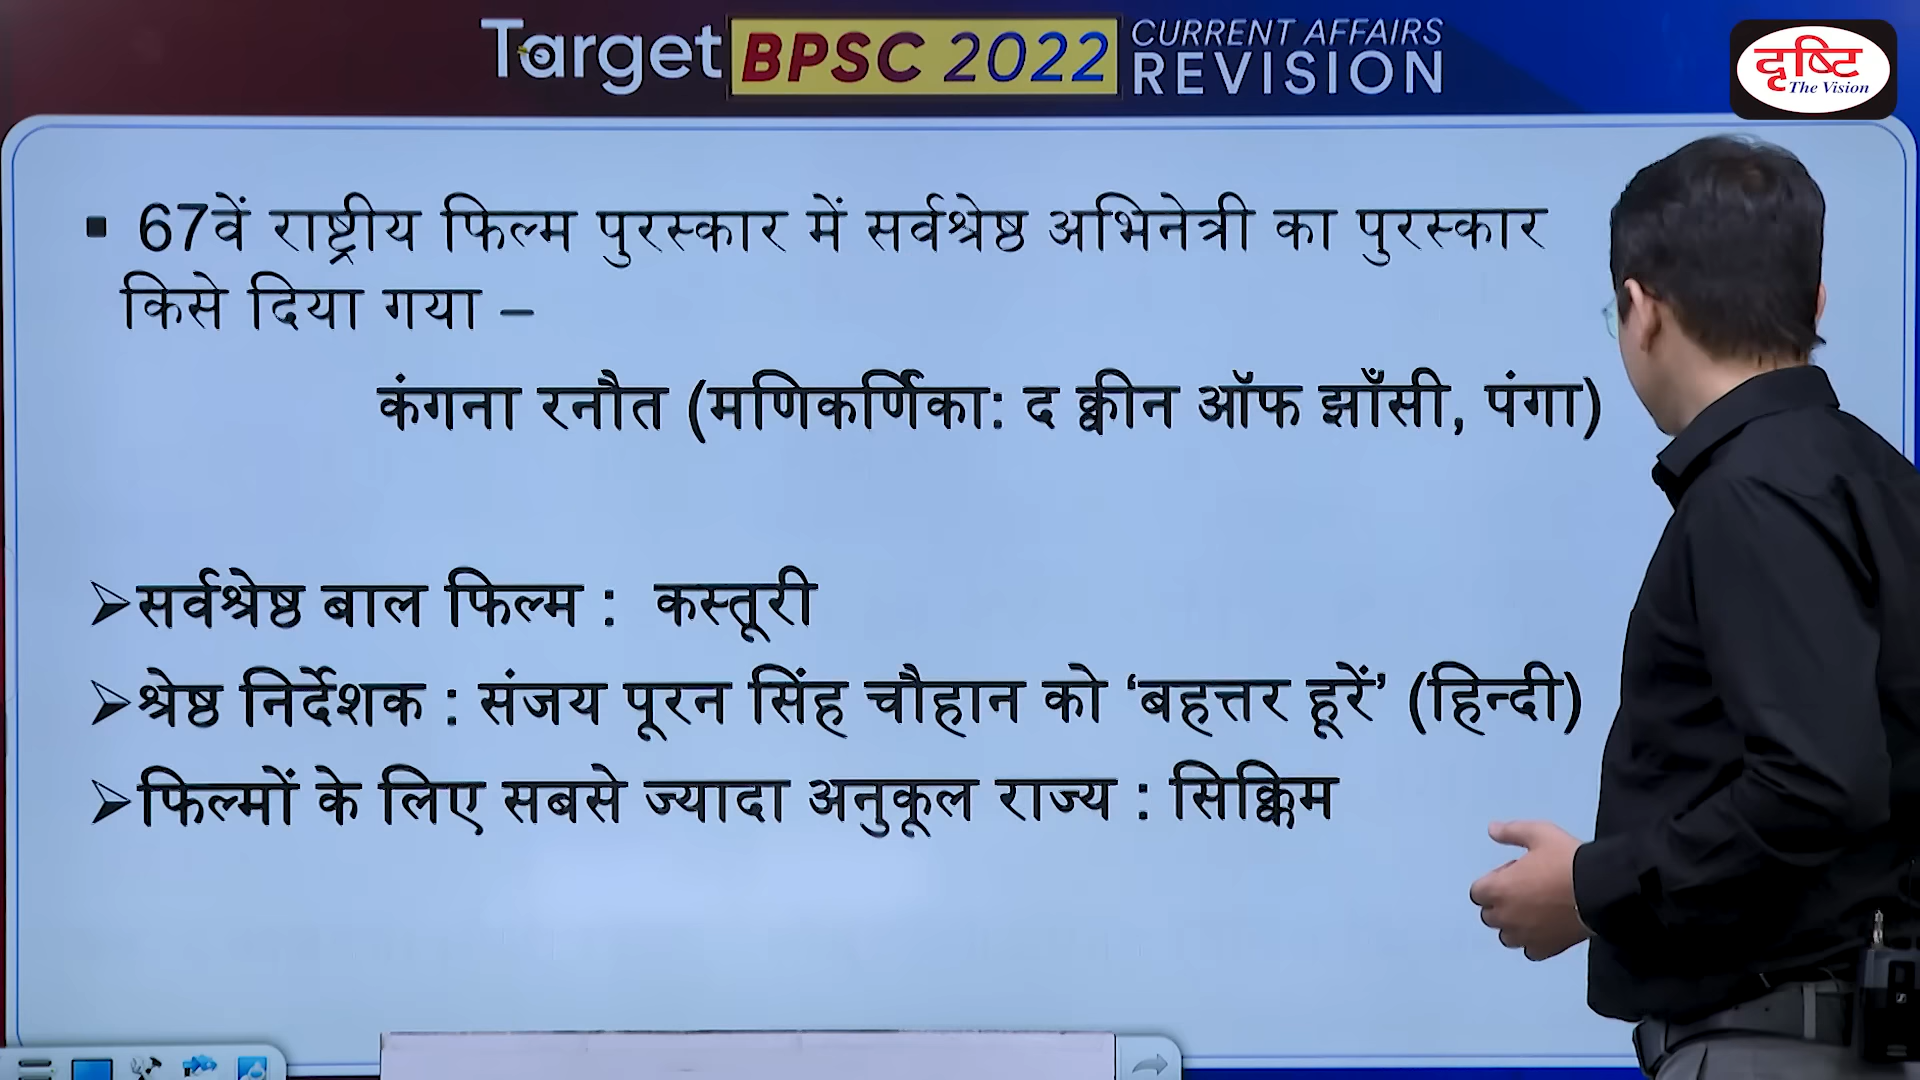 Target BPSC 2022 CURRENT AFFAIRS
REVISION
दृष्टि
The Vision
▪ 67वें राष्ट्रीय फिल्म पुरस्कार में सर्वश्रेष्ठ अभिनेत्री का पुरस्कार
किसे दिया गया –
कंगना रनौत (मणिकर्णिका: द क्वीन ऑफ झाँसी, पंगा)
➢सर्वश्रेष्ठ बाल फिल्म : कस्तूरी
➢श्रेष्ठ निर्देशक : संजय पूरन सिंह चौहान को ‘बहत्तर हूरें’ (हिन्दी)
➢फिल्मों के लिए सबसे ज्यादा अनुकूल राज्य : सिक्किम